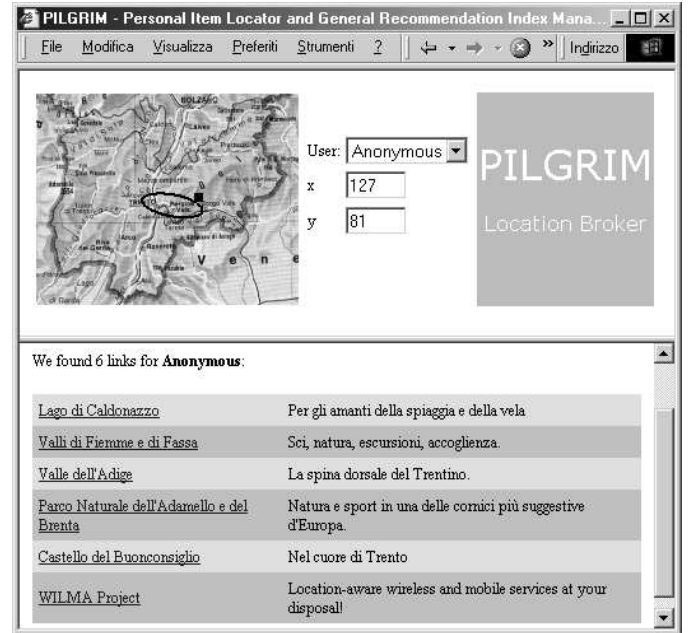 PILGRIM - Personal Item Locator and General Recommendation Index Mana...
File Modifica Visualizza Preferiti Strumenti ? » Indirizzo
BOLZANO
User: Anonymous
x 127
y 81
PILGRIM
Location Broker
We found 6 links for Anonymous:
Lago di Caldonazzo Per gli amanti della spiaggia e della vela
Valli di Fiemme e di Fassa Sci, natura, escursioni, accoglienza.
Valle dell'Adige La spina dorsale del Trentino.
Parco Naturale dell'Adamello e del Natura e sport in una delle cornici più suggestive
Brenta d'Europa.
Castello del Buonconsiglio Nel cuore di Trento
WILMA Project Location-aware wireless and mobile services at your
disposal!